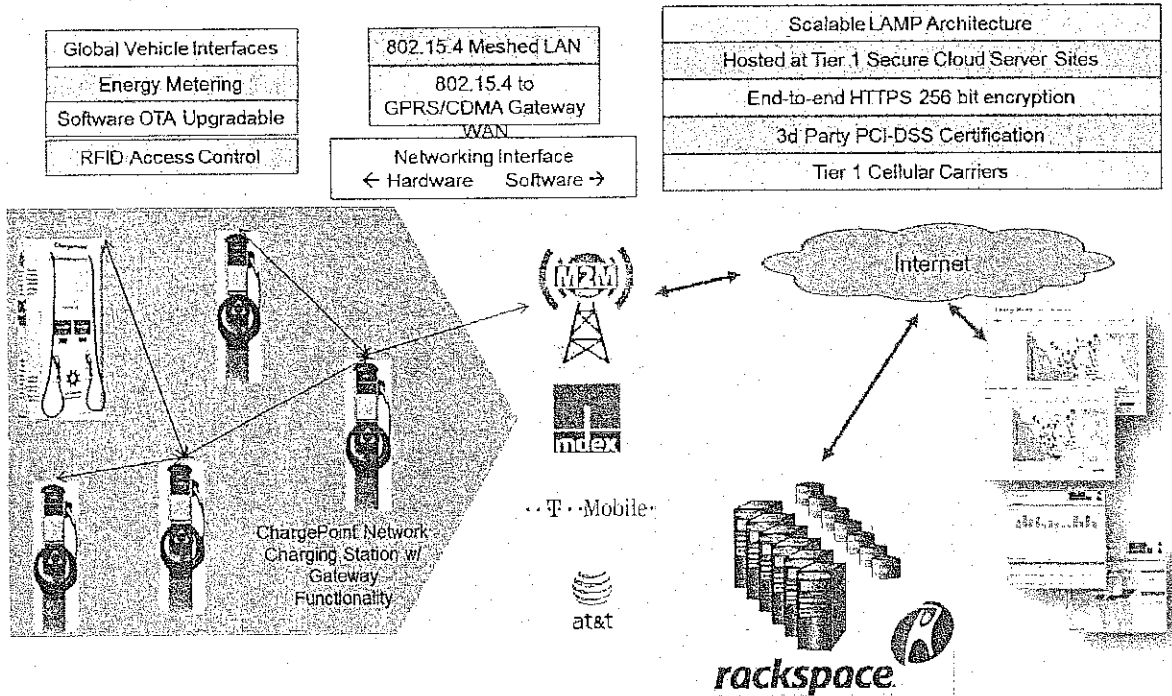 Global Vehicle Interfaces
Energy Metering
Software OTA Upgradable
RFID Access Control
802.15.4 Meshed LAN
802.15.4 to
GPRS/CDMA Gateway
WAN
Networking Interface
← Hardware Software →
Scalable LAMP Architecture
Hosted at Tier 1 Secure Cloud Server Sites
End-to-end HTTPS 256 bit encryption
3d Party PCI-DSS Certification
Tier 1 Cellular Carriers
M2M
Internet
mdex
ChargePoint Network
Charging Station w/
Gateway
Functionality
··T··Mobile·
at&t
rackspace